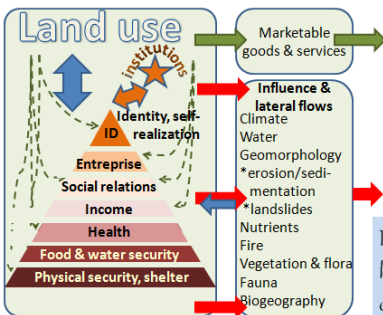 Land use
institutions
Identity, self-
realization
ID
Entreprise
Social relations
Income
Health
Food & water security
Physical security, shelter
Marketable
goods & services
Influence &
lateral flows
Climate
Water
Geomorphology
*erosion/sedi-
mentation
*landslides
Nutrients
Fire
Vegetation & flora
Fauna
Biogeography